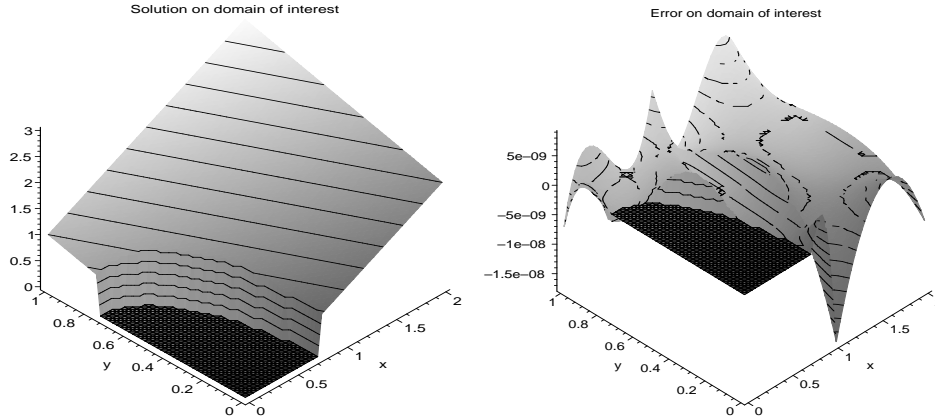 Solution on domain of interest
3
2.5
2
1.5
1
0.5
0
1
0.8
0.6
0.4
0.2
0
y
0
0.5
1
1.5
2
x
Error on domain of interest
5e−09
0
−5e−09
−1e−08
−1.5e−08
1
0.8
0.6
0.4
0.2
0
y
0
0.5
1
1.5
x